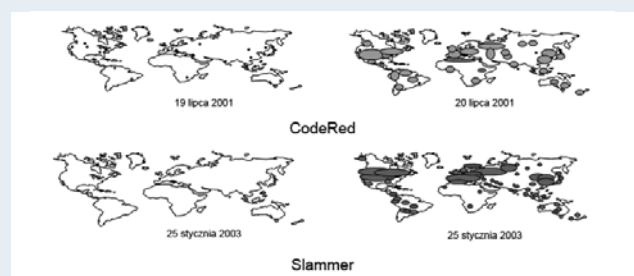 19 lipca 2001
20 lipca 2001
CodeRed
25 stycznia 2003
25 stycznia 2003
Slammer